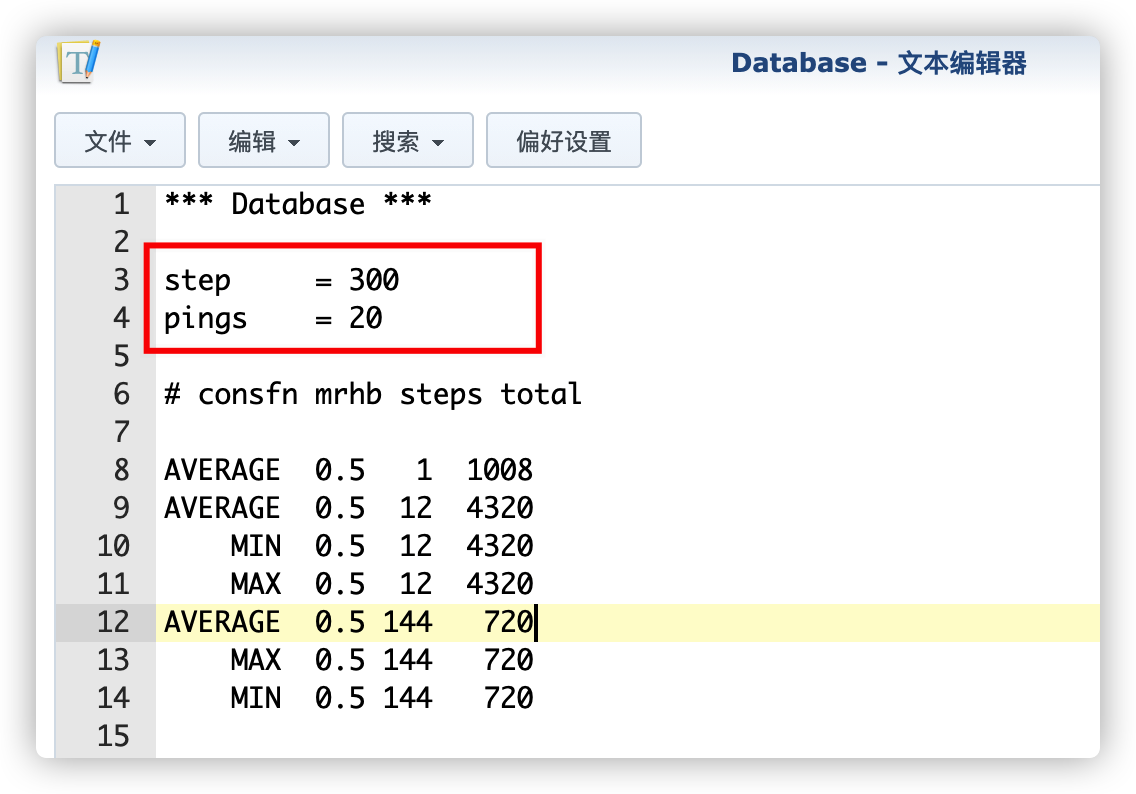 Database - 文本编辑器
文件 编辑 搜索 偏好设置
1 *** Database ***
2
3 step     = 300
4 pings    = 20
5
6 # consfn mrhb steps total
7
8 AVERAGE  0.5   1  1008
9 AVERAGE  0.5  12  4320
10     MIN  0.5  12  4320
11     MAX  0.5  12  4320
12 AVERAGE  0.5 144   720
13     MAX  0.5 144   720
14     MIN  0.5 144   720
15